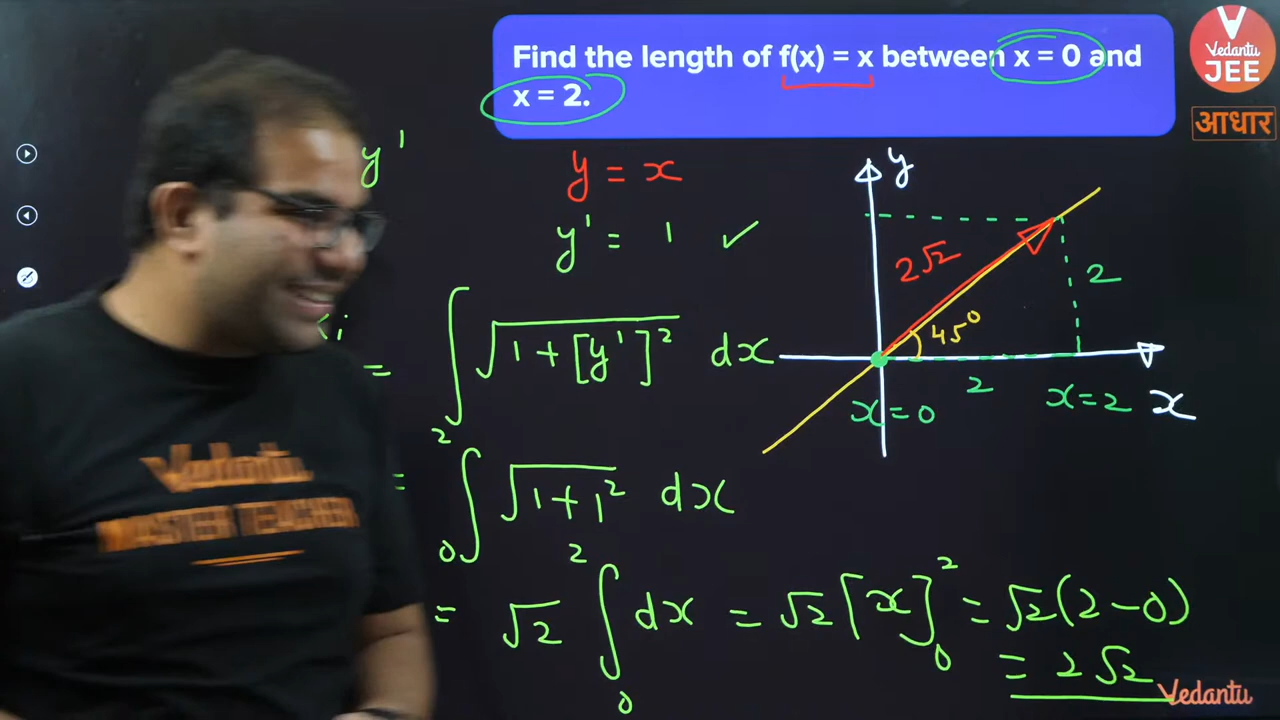 Find the length of f(x) = x between x = 0 and
x = 2.
Vedantu
JEE
आधार
y'
y = x
y' = 1 ✓
= ∫ √1 + [y']² dx
= ∫₀² √1 + 1² dx
= √2 ∫₀² dx = √2 [x]₀² = √2 (2 − 0)
= 2√2
y
2√2
2
45°
x = 0
2
x = 2
x
Vedantu
MASTER TEACHER
Vedantu